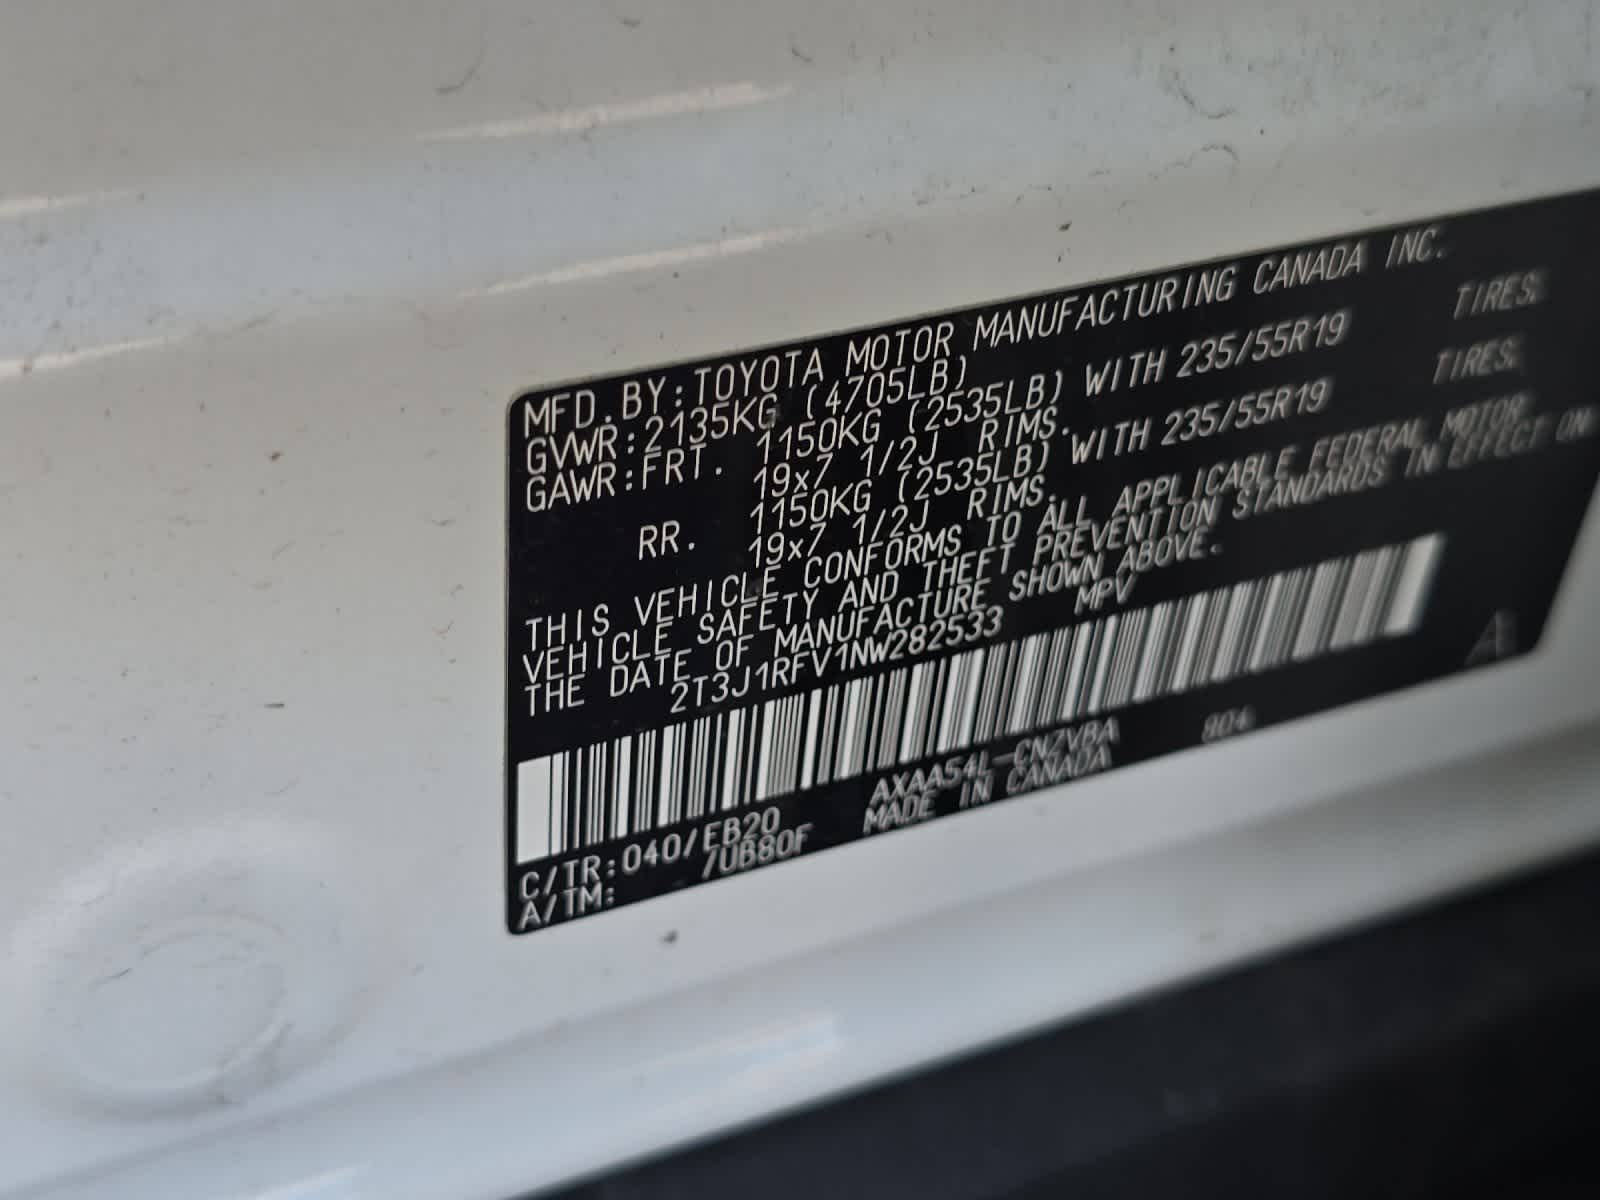 MFD.BY:TOYOTA MOTOR MANUFACTURING CANADA INC.
GVWR:2135KG (4705LB)
GAWR:FRT. 1150KG (2535LB) WITH 235/55R19 TIRES.
19x7 1/2J RIMS.
RR. 1150KG (2535LB) WITH 235/55R19 TIRES.
19x7 1/2J RIMS.
THIS VEHICLE CONFORMS TO ALL APPLICABLE FEDERAL MOTOR
VEHICLE SAFETY AND THEFT PREVENTION STANDARDS IN EFFECT ON
THE DATE OF MANUFACTURE SHOWN ABOVE.
2T3J1RFV1NW282533 MPV
C/TR:040/EB20 AXAA54L-CNZVBA 804
A/TM: /UB80F MADE IN CANADA
A